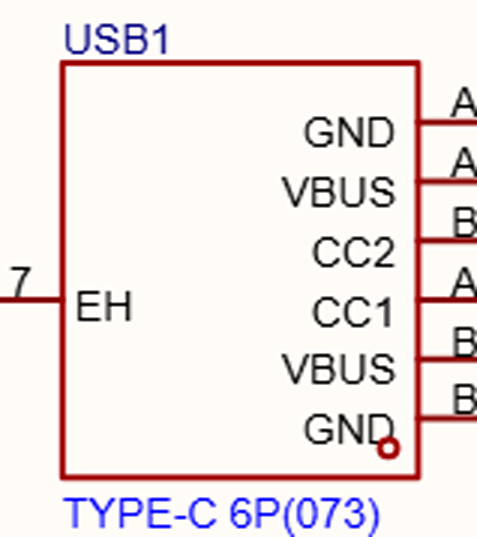 USB1
GND A
VBUS A
CC2 B
7 EH CC1 A
VBUS B
GND B
TYPE-C 6P(073)